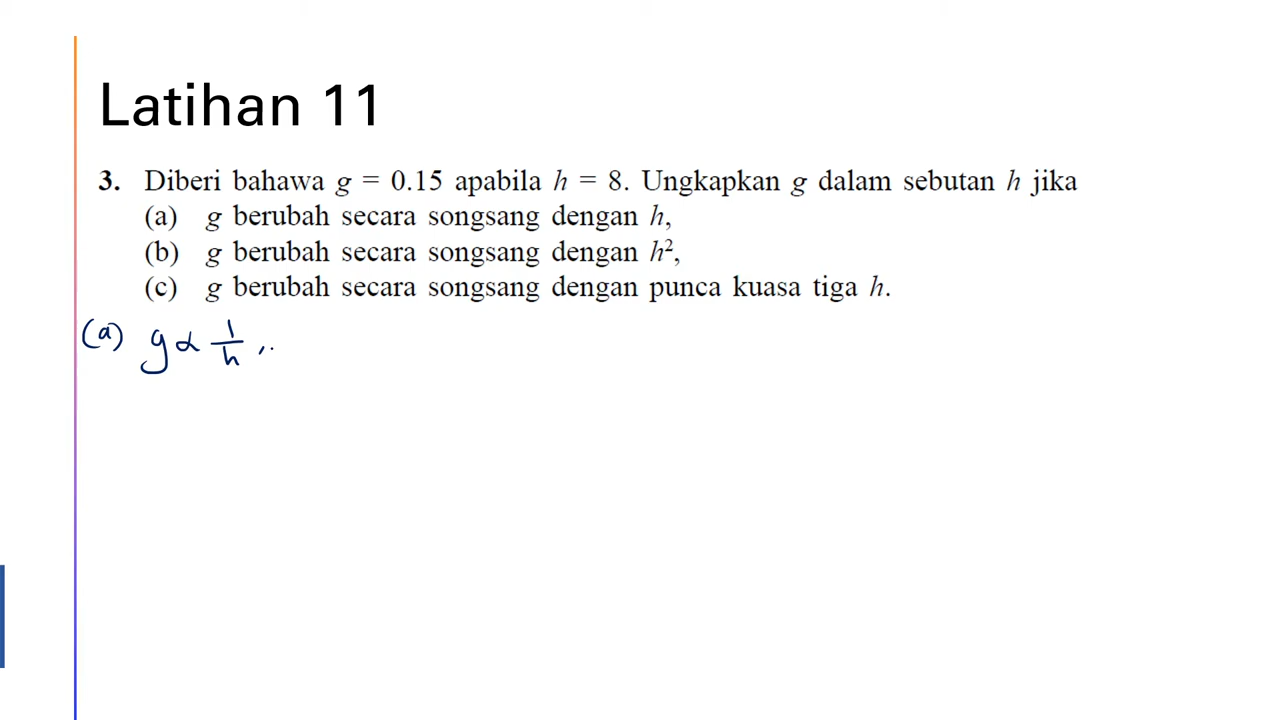 Latihan 11
3. Diberi bahawa g = 0.15 apabila h = 8. Ungkapkan g dalam sebutan h jika
(a) g berubah secara songsang dengan h,
(b) g berubah secara songsang dengan h²,
(c) g berubah secara songsang dengan punca kuasa tiga h.
(a) g ∝ 1/h ,